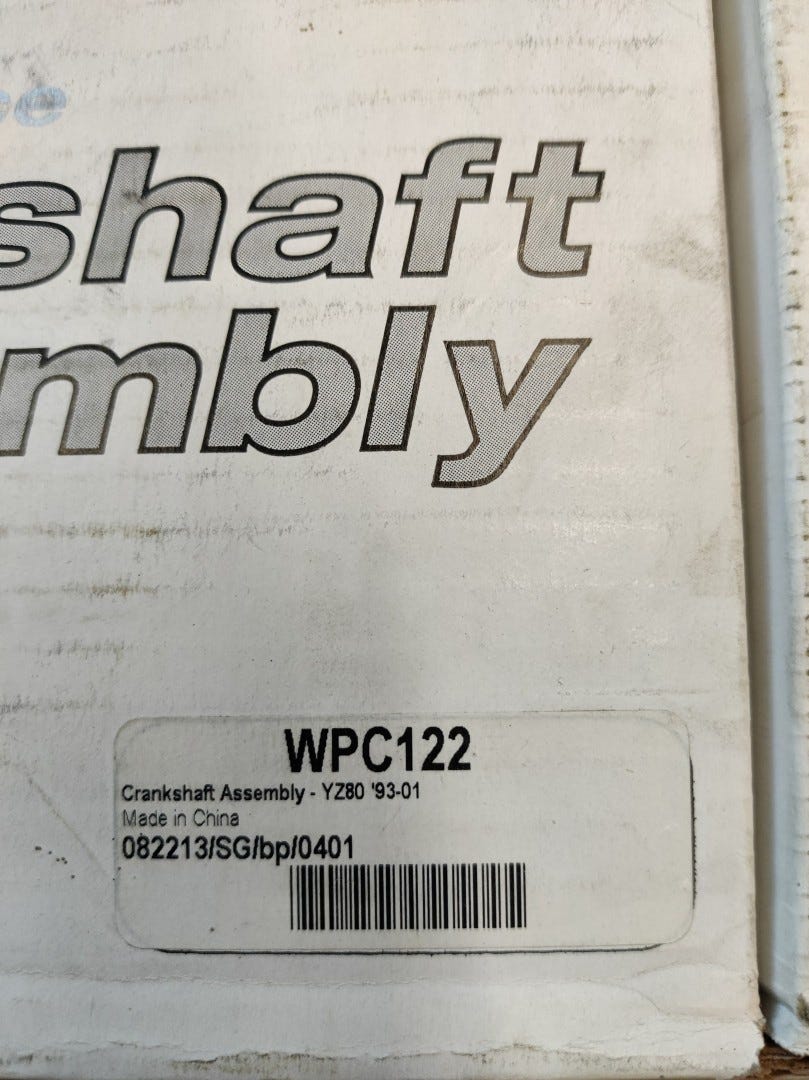 shaft
mbly
WPC122
Crankshaft Assembly - YZ80 '93-01
Made in China
082213/SG/bp/0401